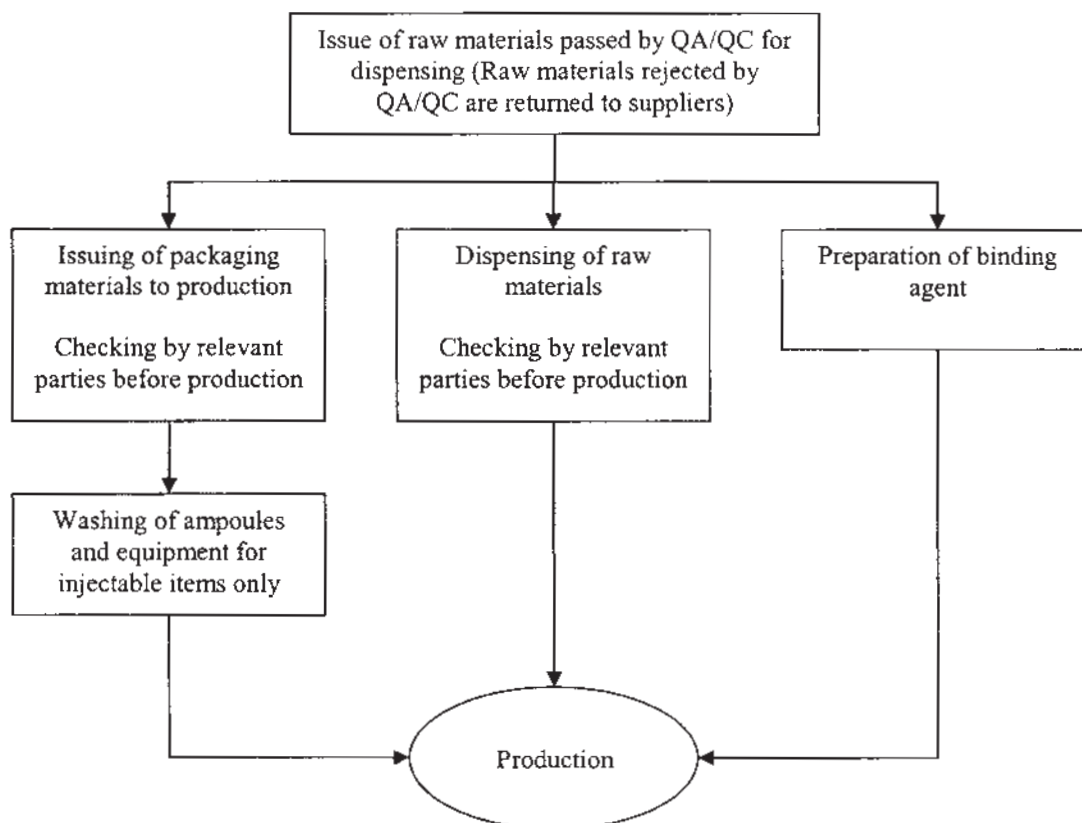 Issue of raw materials passed by QA/QC for
dispensing (Raw materials rejected by
QA/QC are returned to suppliers)
Issuing of packaging
materials to production
Checking by relevant
parties before production
Dispensing of raw
materials
Checking by relevant
parties before production
Preparation of binding
agent
Washing of ampoules
and equipment for
injectable items only
Production